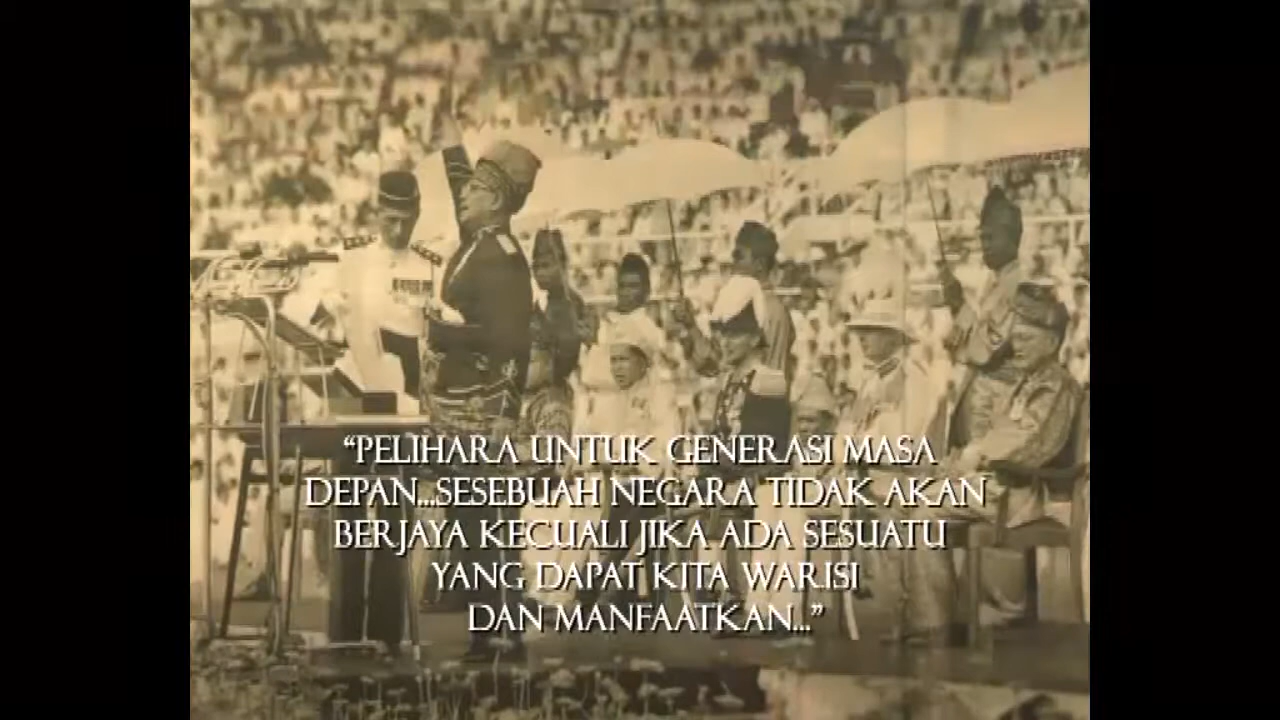 “PELIHARA UNTUK GENERASI MASA
DEPAN...SESEBUAH NEGARA TIDAK AKAN
BERJAYA KECUALI JIKA ADA SESUATU
YANG DAPAT KITA WARISI
DAN MANFAATKAN...”